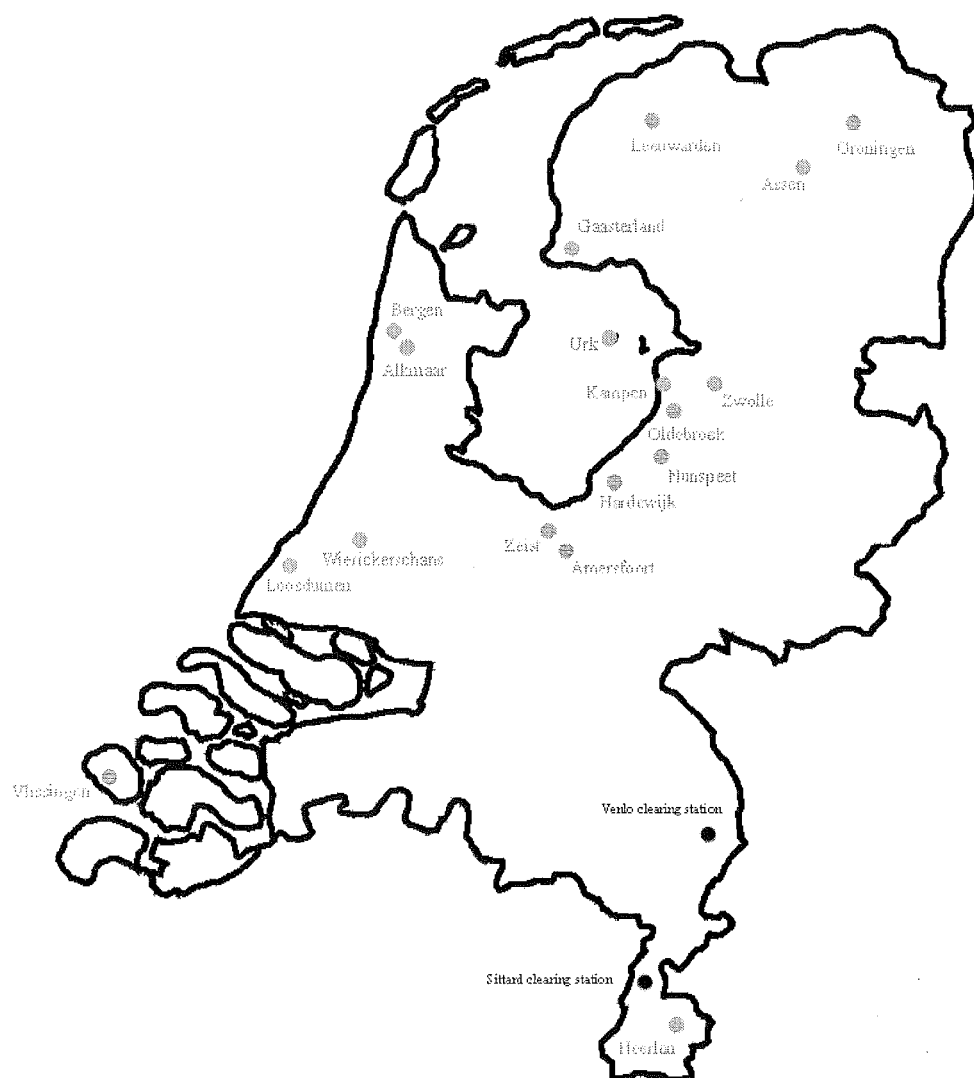 Leeuwarden
Groningen
Assen
Gaasterland
Bergen
Alkmaar
Urk
Kampen
Zwolle
Oldebroek
Nunspeet
Hardewijk
Zeist
Amersfoort
Wierickerschans
Loosduinen
Vlissingen
Venlo clearing station
Sittard clearing station
Heerlen